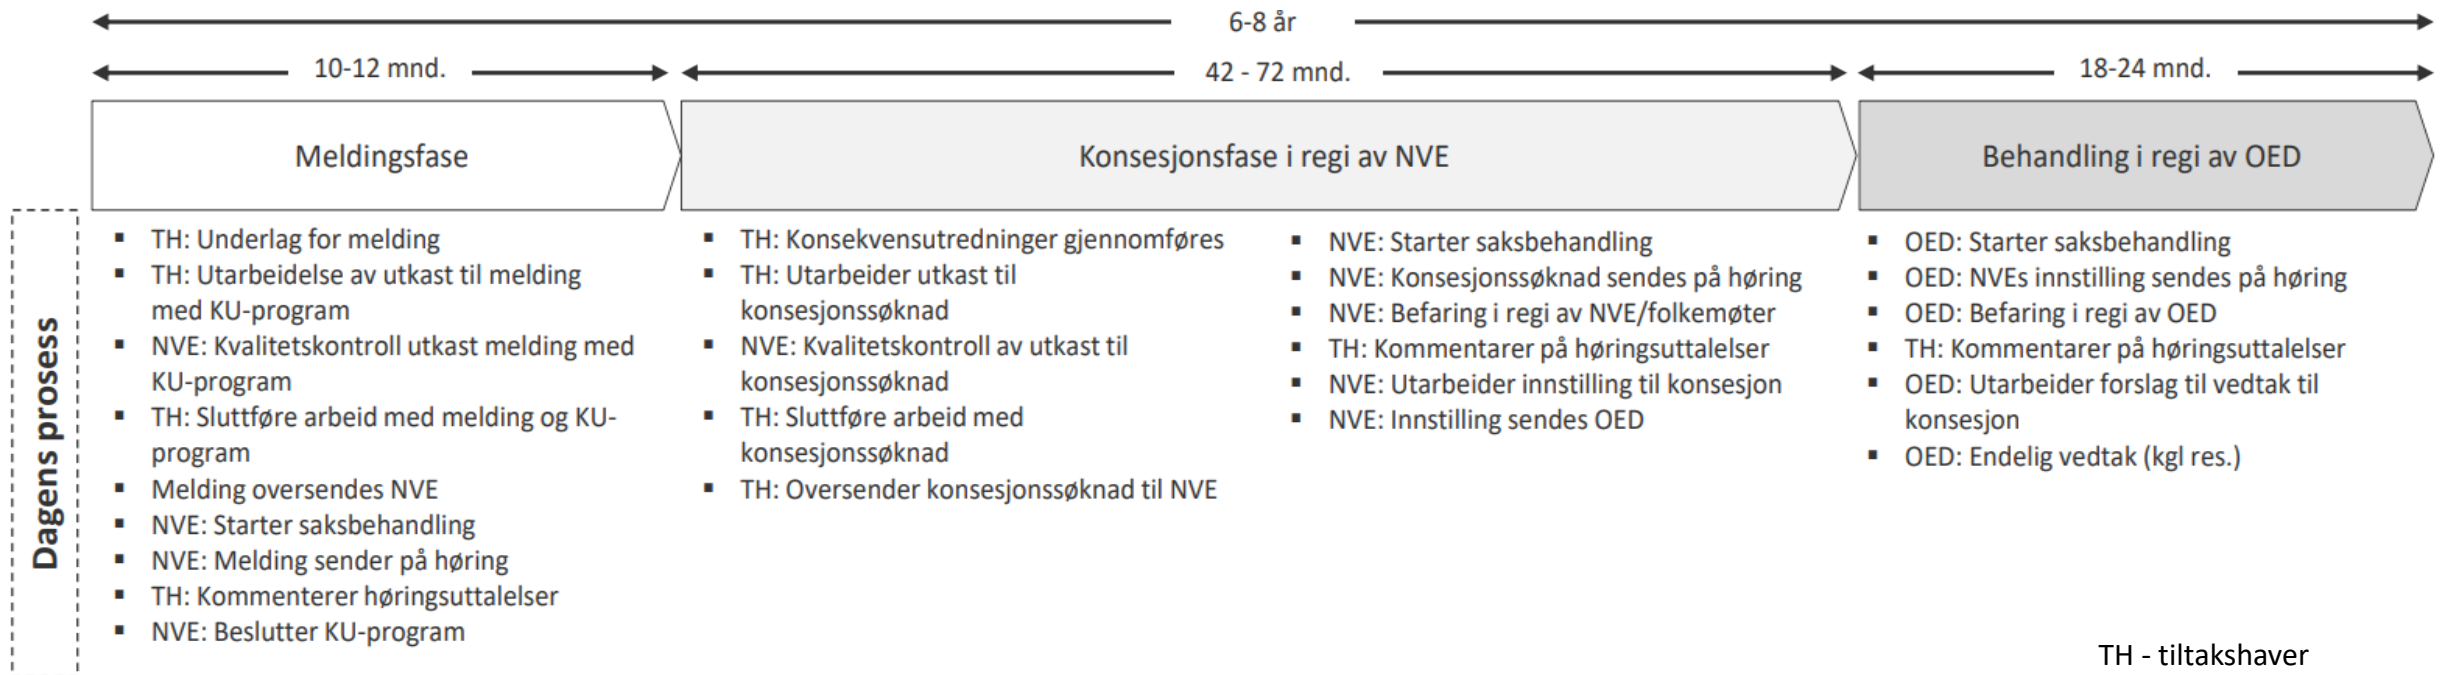 6-8 år
10-12 mnd.
42 - 72 mnd.
18-24 mnd.
Meldingsfase
Konsesjonsfase i regi av NVE
Behandling i regi av OED
Dagens prosess
▪ TH: Underlag for melding
▪ TH: Utarbeidelse av utkast til melding
med KU-program
▪ NVE: Kvalitetskontroll utkast melding med
KU-program
▪ TH: Sluttføre arbeid med melding og KU-
program
▪ Melding oversendes NVE
▪ NVE: Starter saksbehandling
▪ NVE: Melding sender på høring
▪ TH: Kommenterer høringsuttalelser
▪ NVE: Beslutter KU-program
▪ TH: Konsekvensutredninger gjennomføres
▪ TH: Utarbeider utkast til
konsesjonssøknad
▪ NVE: Kvalitetskontroll av utkast til
konsesjonssøknad
▪ TH: Sluttføre arbeid med
konsesjonssøknad
▪ TH: Oversender konsesjonssøknad til NVE
▪ NVE: Starter saksbehandling
▪ NVE: Konsesjonssøknad sendes på høring
▪ NVE: Befaring i regi av NVE/folkemøter
▪ TH: Kommentarer på høringsuttalelser
▪ NVE: Utarbeider innstilling til konsesjon
▪ NVE: Innstilling sendes OED
▪ OED: Starter saksbehandling
▪ OED: NVEs innstilling sendes på høring
▪ OED: Befaring i regi av OED
▪ TH: Kommentarer på høringsuttalelser
▪ OED: Utarbeider forslag til vedtak til
konsesjon
▪ OED: Endelig vedtak (kgl res.)
TH - tiltakshaver